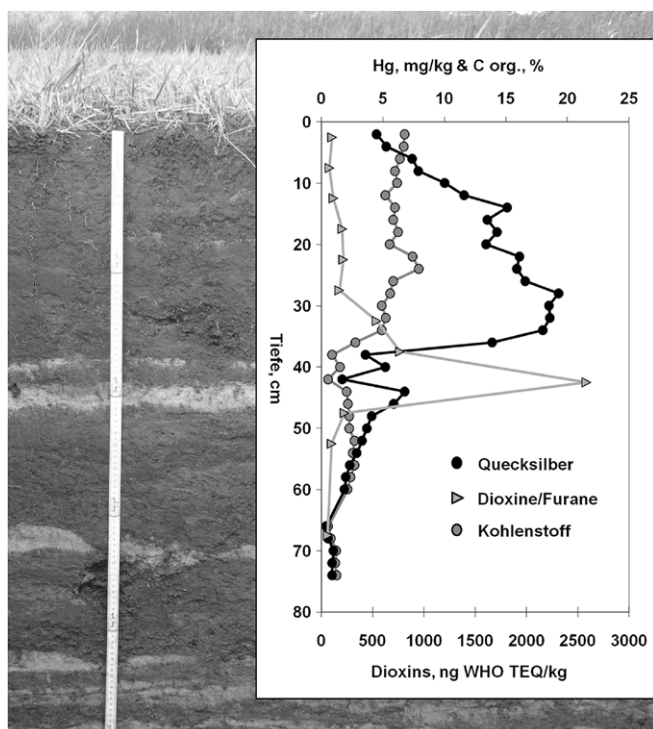 Hg, mg/kg & C org., %
0 5 10 15 20 25
0
10
20
30
40
50
60
70
80
Tiefe, cm
Quecksilber
Dioxine/Furane
Kohlenstoff
0 500 1000 1500 2000 2500 3000
Dioxins, ng WHO TEQ/kg